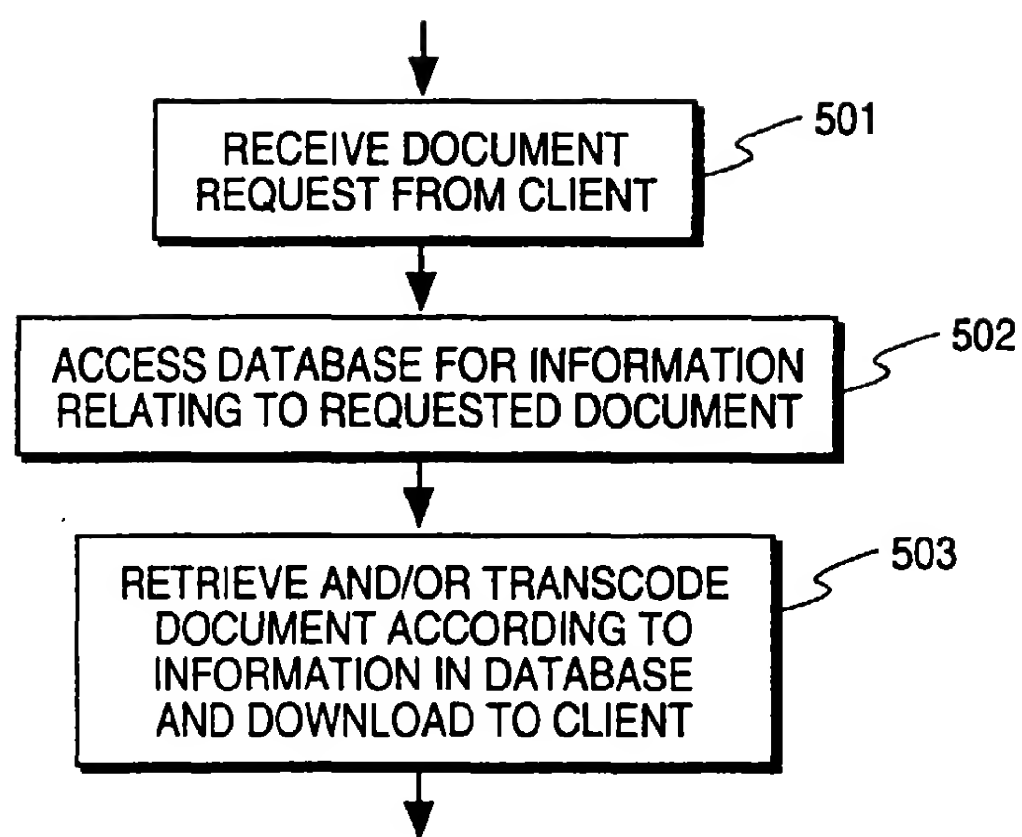 RECEIVE DOCUMENT
REQUEST FROM CLIENT
501
ACCESS DATABASE FOR INFORMATION
RELATING TO REQUESTED DOCUMENT
502
RETRIEVE AND/OR TRANSCODE
DOCUMENT ACCORDING TO
INFORMATION IN DATABASE
AND DOWNLOAD TO CLIENT
503